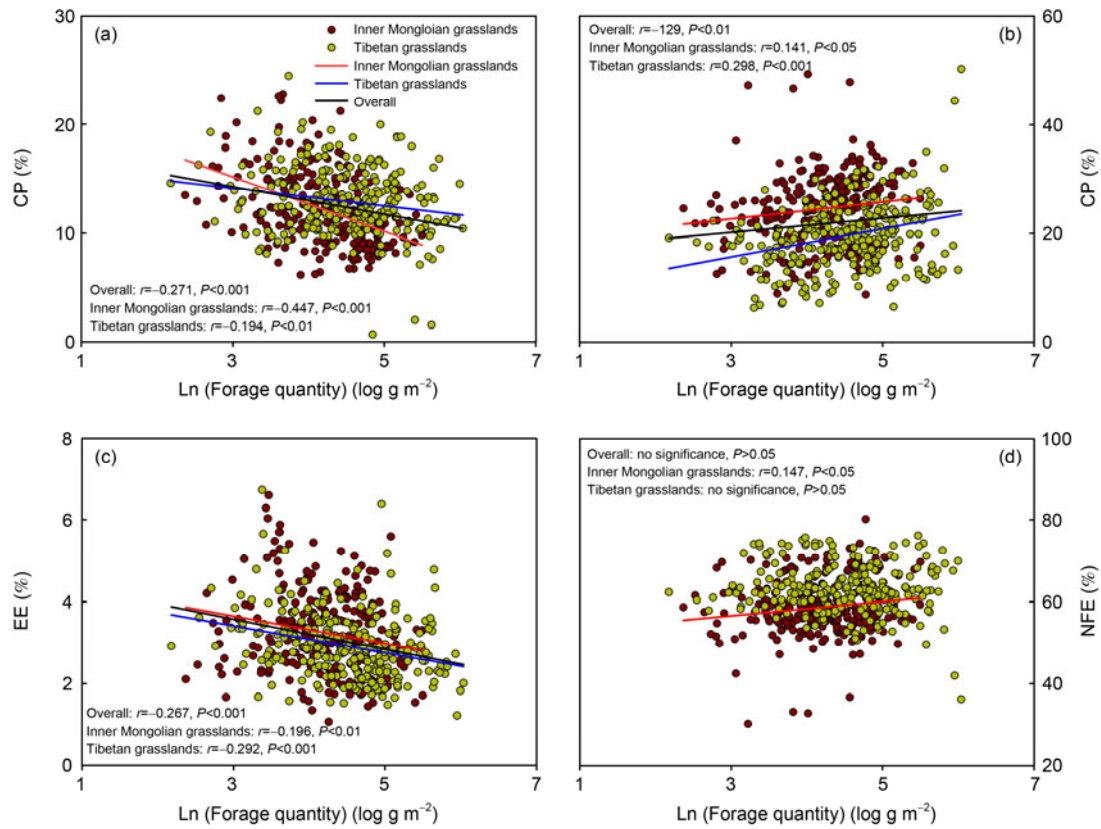 30
20
10
0
CP (%)
(a)
Inner Mongloian grasslands
Tibetan grasslands
Inner Mongolian grasslands
Tibetan grasslands
Overall
Overall: r=−0.271, P<0.001
Inner Mongolian grasslands: r=−0.447, P<0.001
Tibetan grasslands: r=−0.194, P<0.01
1 3 5 7
Ln (Forage quantity) (log g m⁻²)
Overall: r=−129, P<0.01
(b)
Inner Mongolian grasslands: r=0.141, P<0.05
Tibetan grasslands: r=0.298, P<0.001
60
40
20
0
CP (%)
1 3 5 7
Ln (Forage quantity) (log g m⁻²)
8
6
4
2
0
EE (%)
(c)
Overall: r=−0.267, P<0.001
Inner Mongolian grasslands: r=−0.196, P<0.01
Tibetan grasslands: r=−0.292, P<0.001
1 3 5 7
Ln (Forage quantity) (log g m⁻²)
Overall: no significance, P>0.05
(d)
Inner Mongolian grasslands: r=0.147, P<0.05
Tibetan grasslands: no significance, P>0.05
100
80
60
40
20
NFE (%)
1 3 5 7
Ln (Forage quantity) (log g m⁻²)